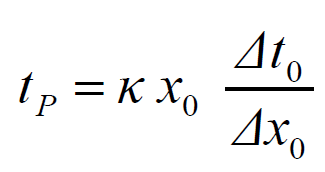 t_P = κ x_0 Δt_0 / Δx_0